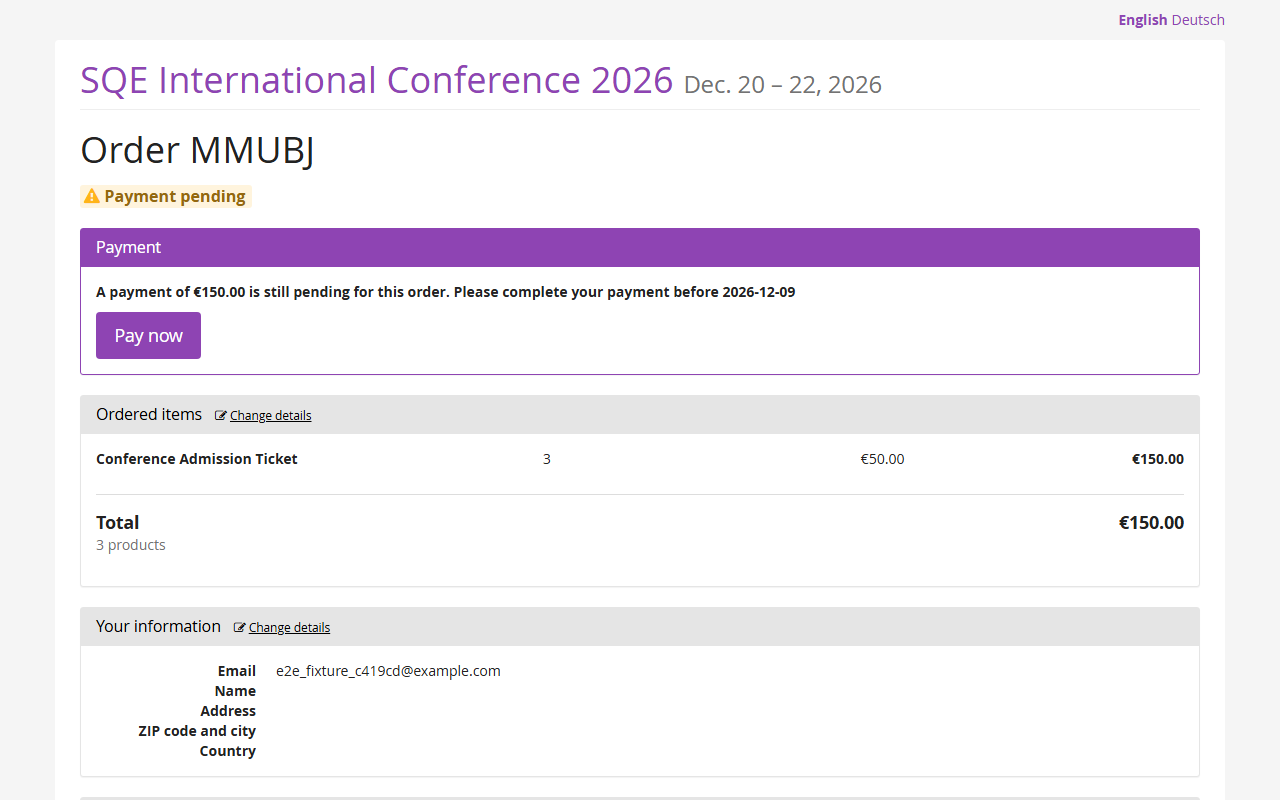 English Deutsch
SQE International Conference 2026 Dec. 20 – 22, 2026
Order MMUBJ
Payment pending
Payment
A payment of €150.00 is still pending for this order. Please complete your payment before 2026-12-09
Pay now
Ordered items Change details
Conference Admission Ticket 3 €50.00 €150.00
Total €150.00
3 products
Your information Change details
Email e2e_fixture_c419cd@example.com
Name
Address
ZIP code and city
Country